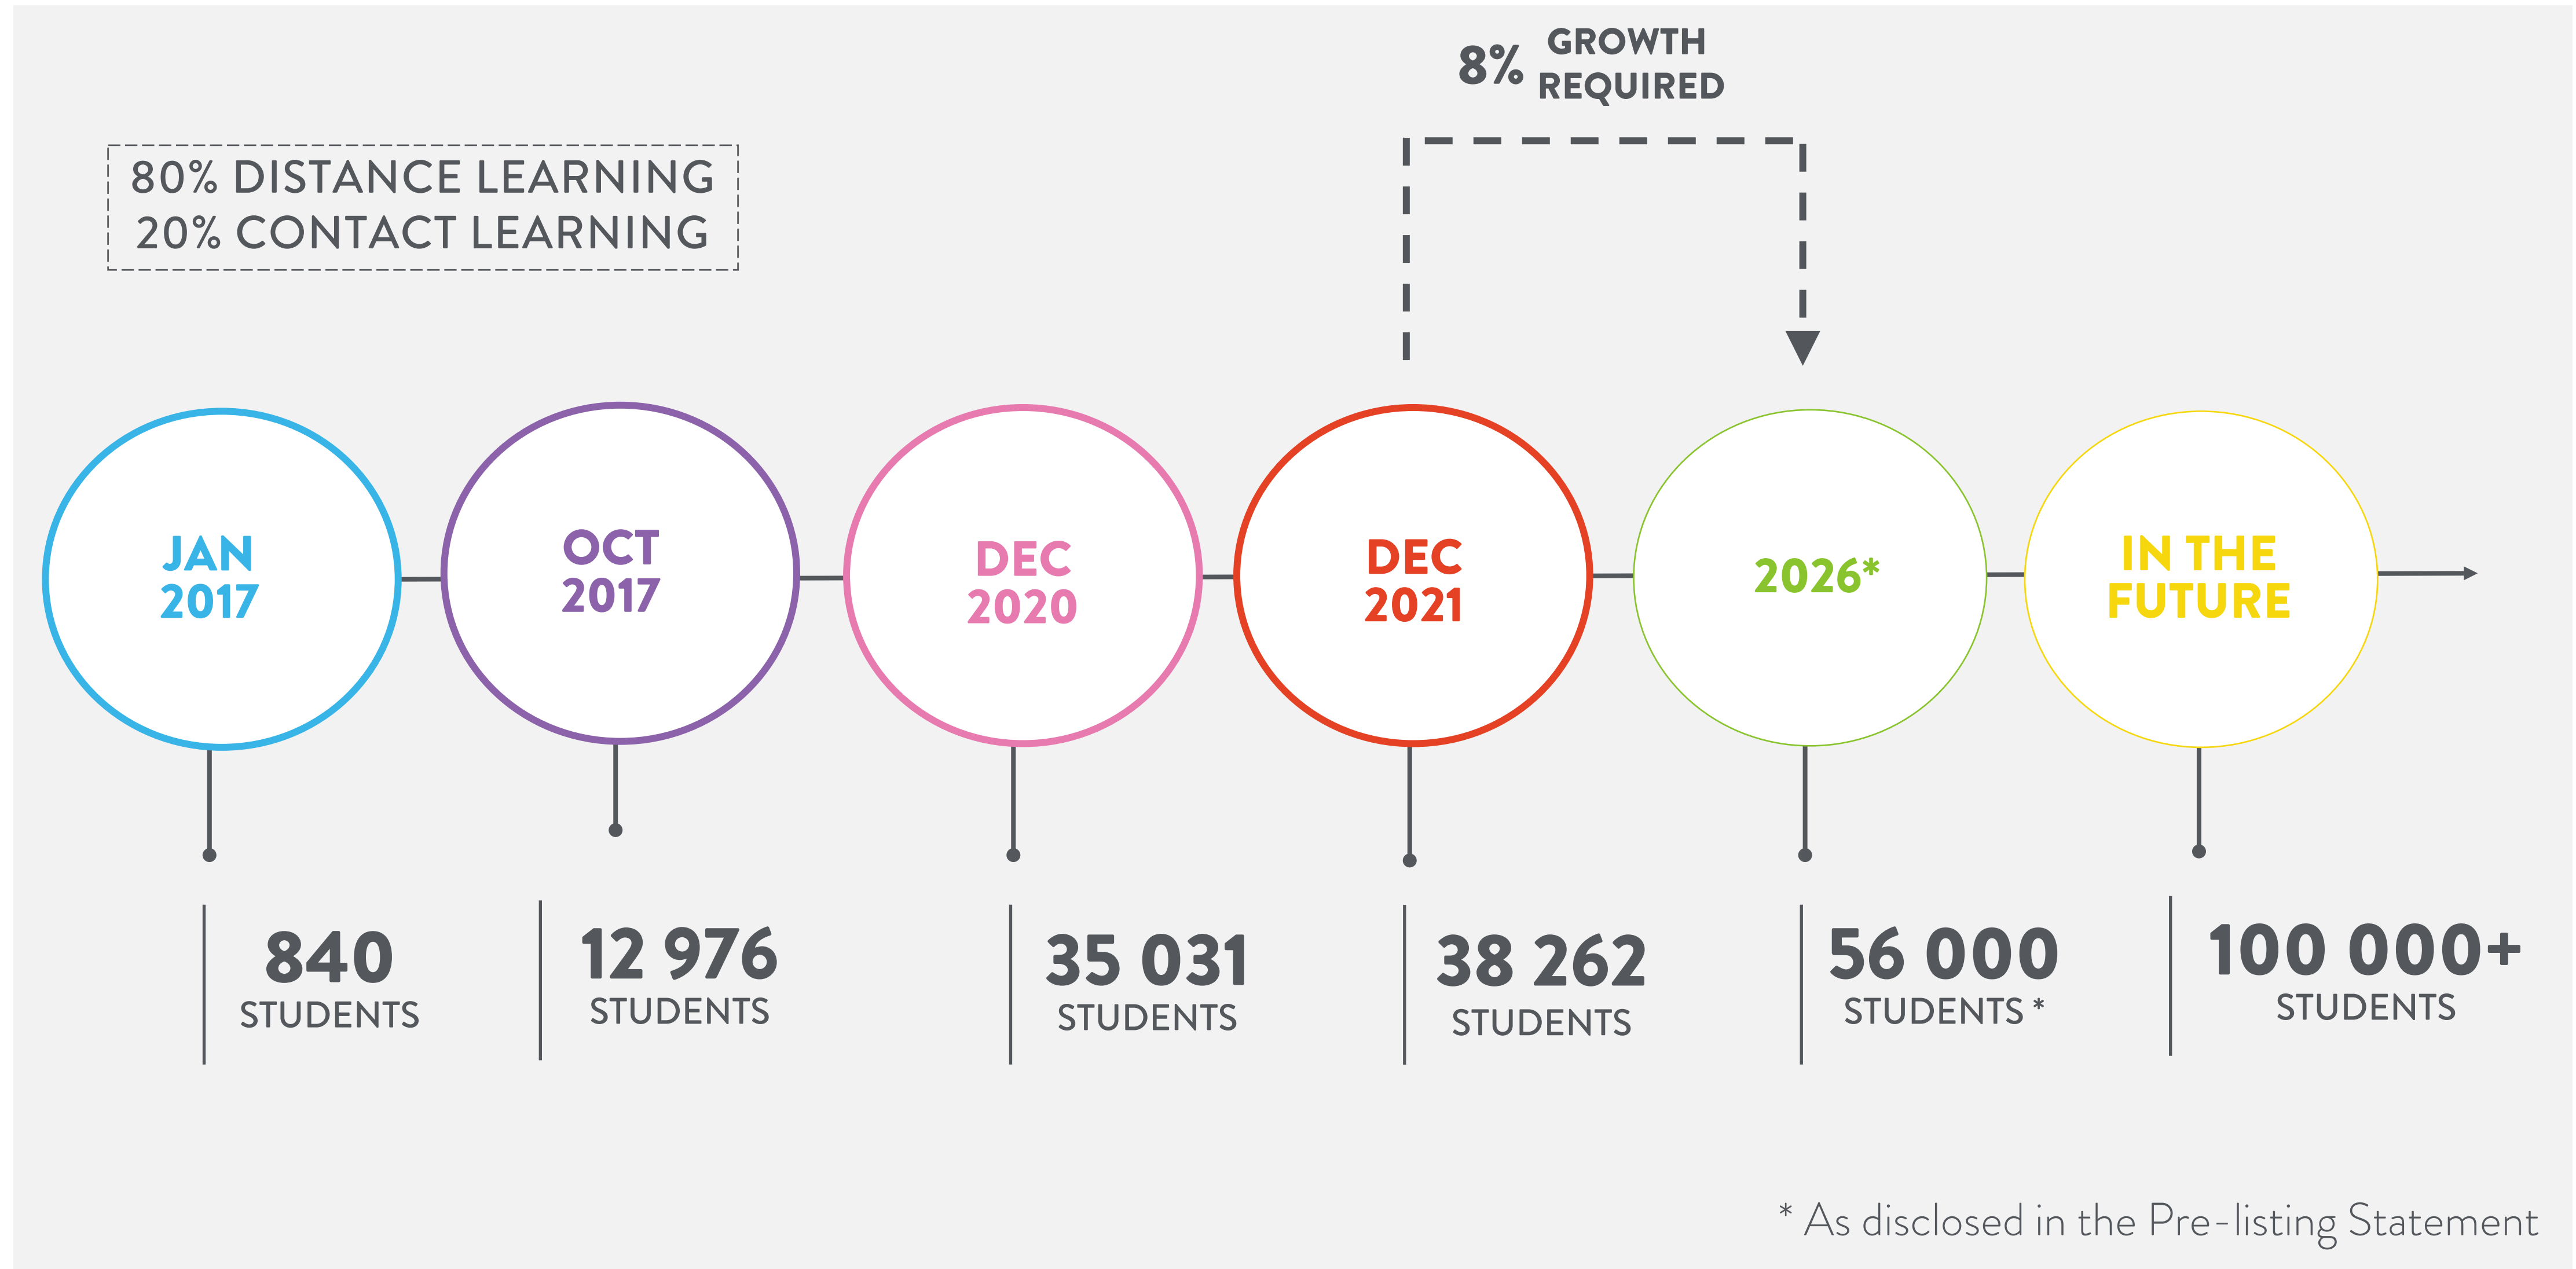 8% GROWTH
REQUIRED
80% DISTANCE LEARNING
20% CONTACT LEARNING
JAN
2017
OCT
2017
DEC
2020
DEC
2021
2026*
IN THE
FUTURE
840
STUDENTS
12 976
STUDENTS
35 031
STUDENTS
38 262
STUDENTS
56 000
STUDENTS *
100 000+
STUDENTS
* As disclosed in the Pre-listing Statement